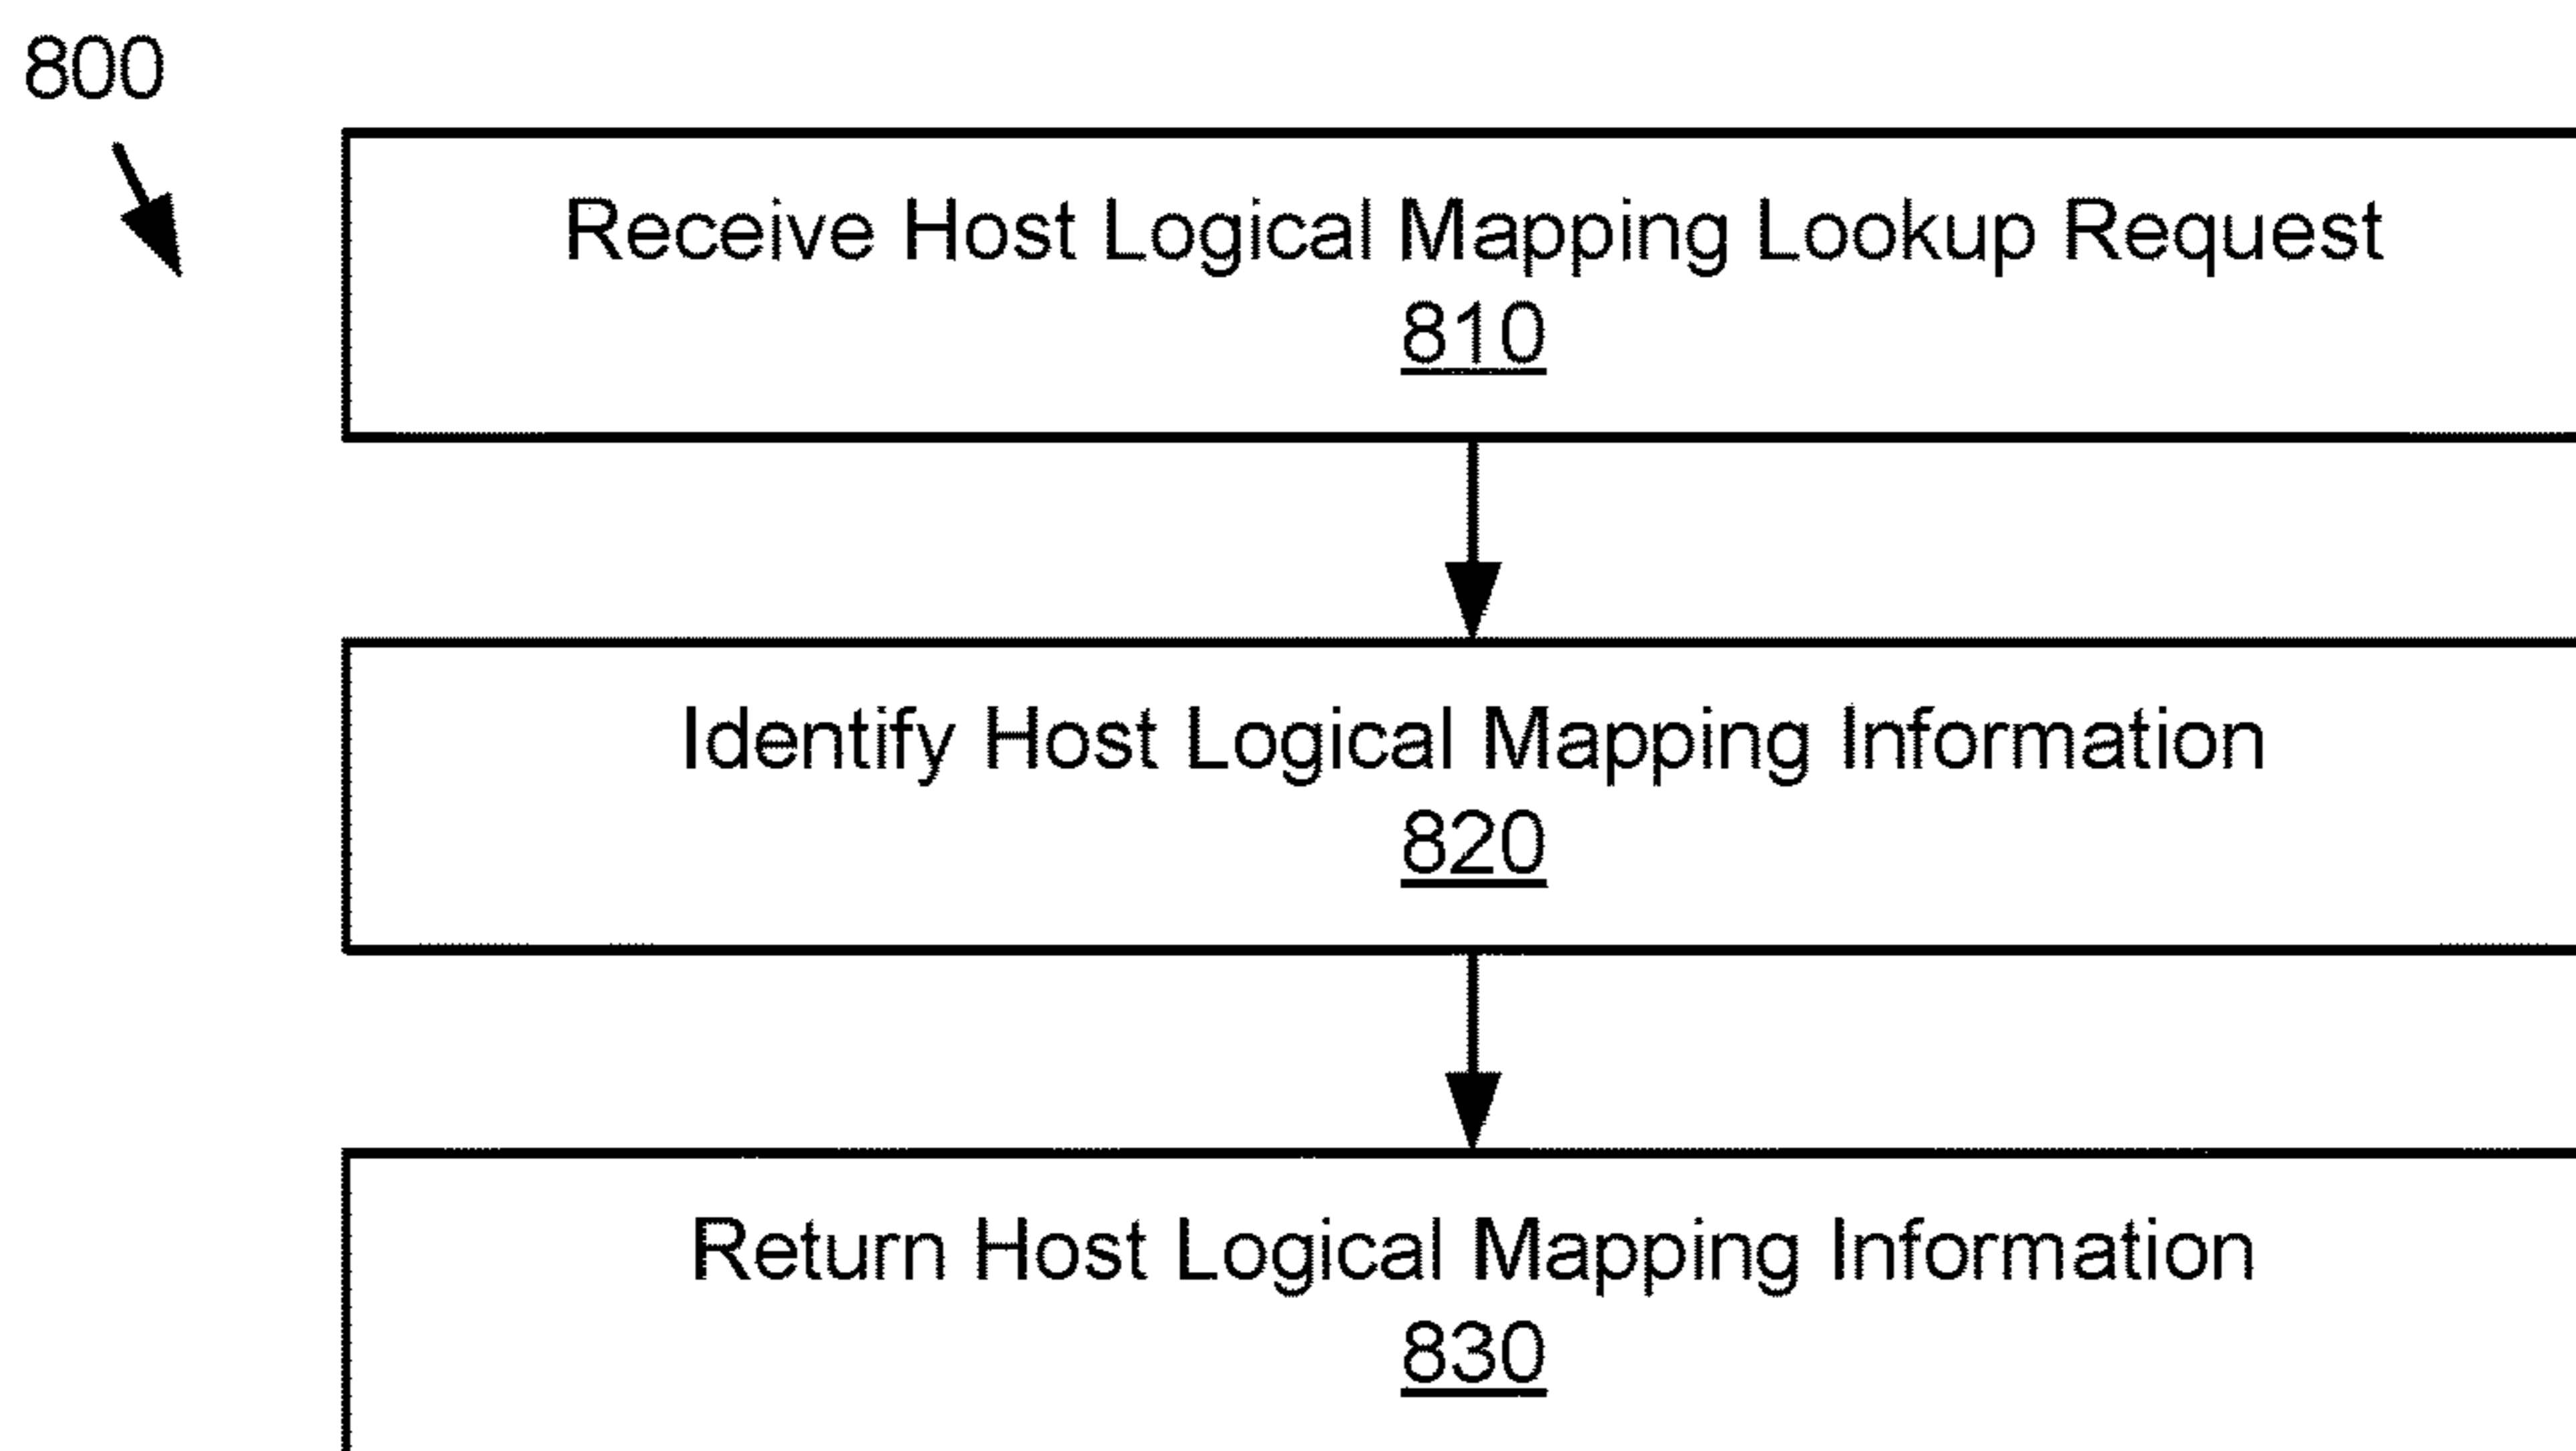 800
Receive Host Logical Mapping Lookup Request
810
Identify Host Logical Mapping Information
820
Return Host Logical Mapping Information
830